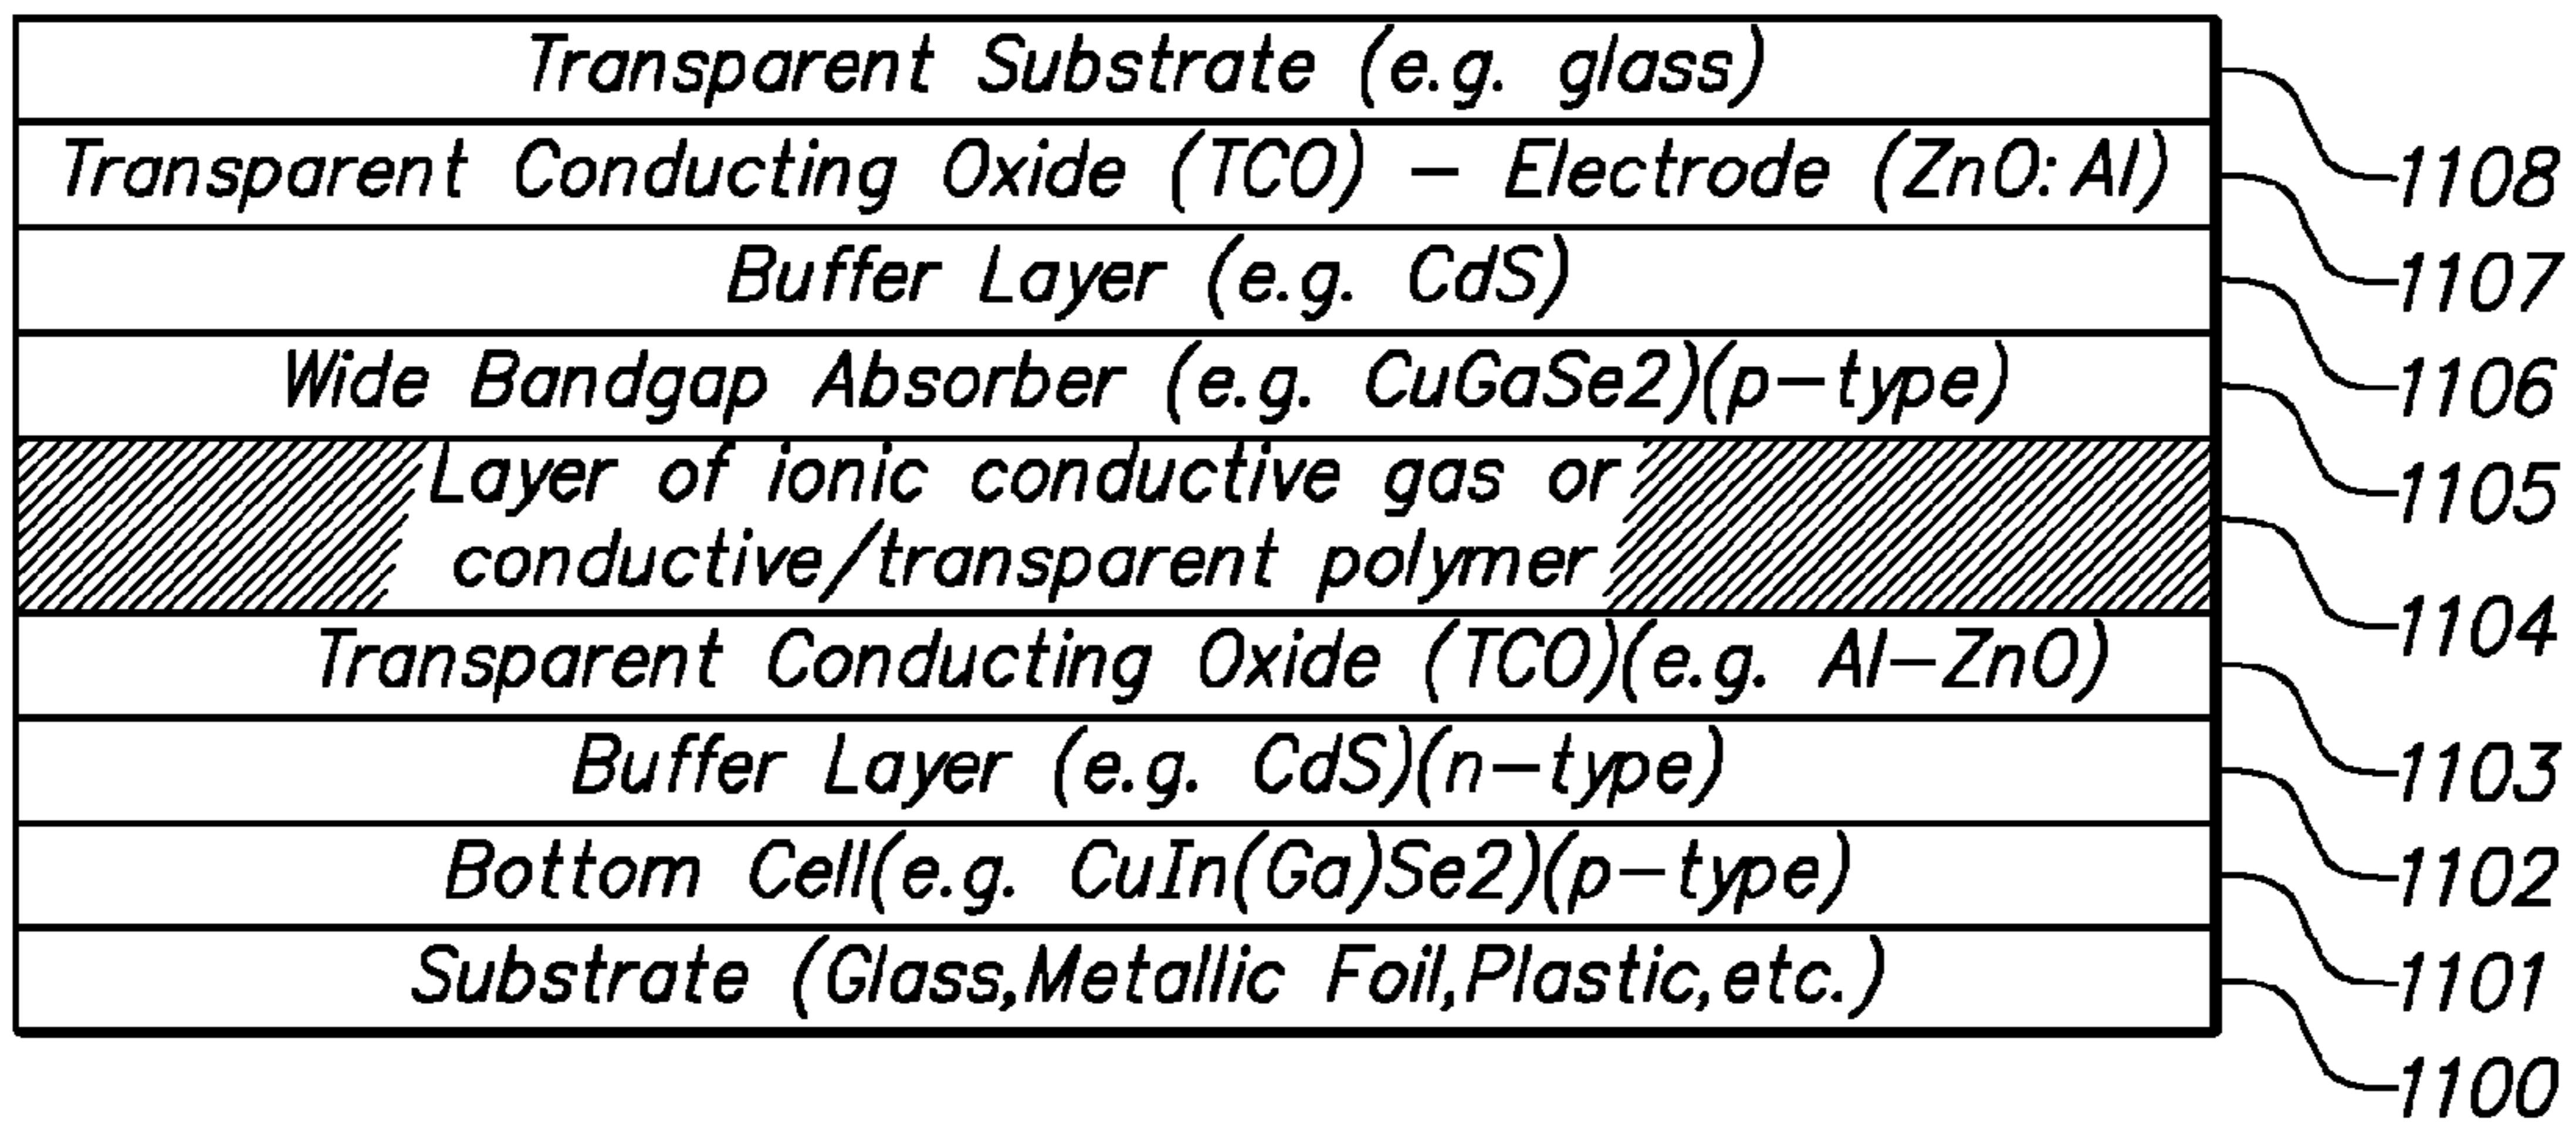 Transparent Substrate (e.g. glass)
Transparent Conducting Oxide (TCO) – Electrode (ZnO: Al)
Buffer Layer (e.g. CdS)
Wide Bandgap Absorber (e.g. CuGaSe2)(p–type)
Layer of ionic conductive gas or
conductive/transparent polymer
Transparent Conducting Oxide (TCO)(e.g. Al–ZnO)
Buffer Layer (e.g. CdS)(n–type)
Bottom Cell(e.g. CuIn(Ga)Se2)(p–type)
Substrate (Glass,Metallic Foil,Plastic,etc.)
1108
1107
1106
1105
1104
1103
1102
1101
1100